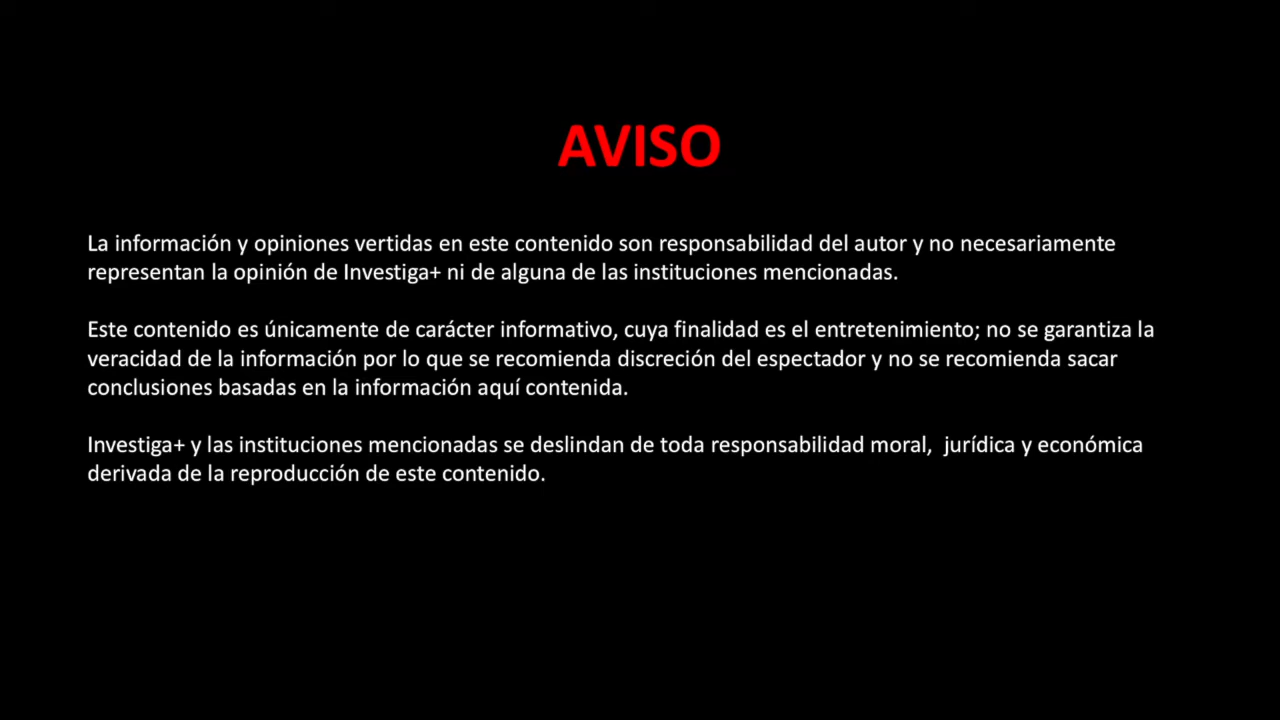 AVISO
La información y opiniones vertidas en este contenido son responsabilidad del autor y no necesariamente
representan la opinión de Investiga+ ni de alguna de las instituciones mencionadas.
Este contenido es únicamente de carácter informativo, cuya finalidad es el entretenimiento; no se garantiza la
veracidad de la información por lo que se recomienda discreción del espectador y no se recomienda sacar
conclusiones basadas en la información aquí contenida.
Investiga+ y las instituciones mencionadas se deslindan de toda responsabilidad moral,  jurídica y económica
derivada de la reproducción de este contenido.